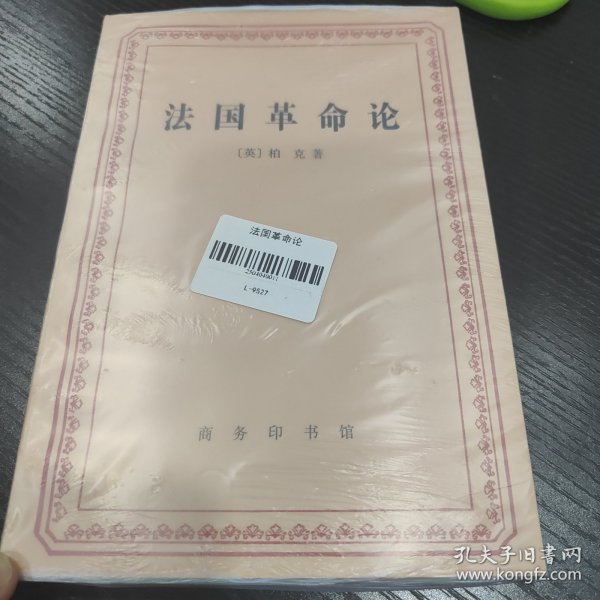 法国革命论
〔英〕柏 克 著
法国革命论
2504040011
L-9527
商务印书馆
孔夫子旧书网
www.kongfz.com